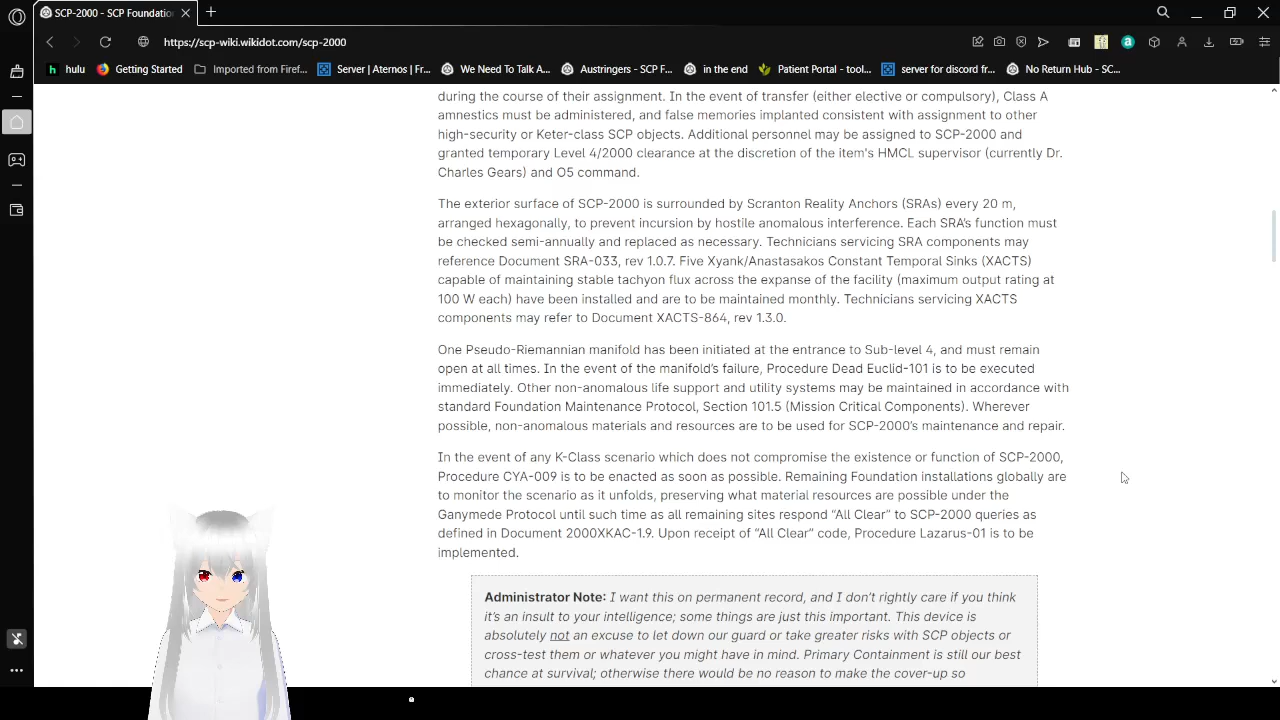 SCP-2000 - SCP Foundatio
https://scp-wiki.wikidot.com/scp-2000
hulu
Getting Started
Imported from Firef...
Server | Aternos | Fr...
We Need To Talk A...
Austringers - SCP F...
in the end
Patient Portal - tool...
server for discord fr...
No Return Hub - SC...
during the course of their assignment. In the event of transfer (either elective or compulsory), Class A
amnestics must be administered, and false memories implanted consistent with assignment to other
high-security or Keter-class SCP objects. Additional personnel may be assigned to SCP-2000 and
granted temporary Level 4/2000 clearance at the discretion of the item's HMCL supervisor (currently Dr.
Charles Gears) and O5 command.
The exterior surface of SCP-2000 is surrounded by Scranton Reality Anchors (SRAs) every 20 m,
arranged hexagonally, to prevent incursion by hostile anomalous interference. Each SRA's function must
be checked semi-annually and replaced as necessary. Technicians servicing SRA components may
reference Document SRA-033, rev 1.0.7. Five Xyank/Anastasakos Constant Temporal Sinks (XACTS)
capable of maintaining stable tachyon flux across the expanse of the facility (maximum output rating at
100 W each) have been installed and are to be maintained monthly. Technicians servicing XACTS
components may refer to Document XACTS-864, rev 1.3.0.
One Pseudo-Riemannian manifold has been initiated at the entrance to Sub-level 4, and must remain
open at all times. In the event of the manifold's failure, Procedure Dead Euclid-101 is to be executed
immediately. Other non-anomalous life support and utility systems may be maintained in accordance with
standard Foundation Maintenance Protocol, Section 101.5 (Mission Critical Components). Wherever
possible, non-anomalous materials and resources are to be used for SCP-2000's maintenance and repair.
In the event of any K-Class scenario which does not compromise the existence or function of SCP-2000,
Procedure CYA-009 is to be enacted as soon as possible. Remaining Foundation installations globally are
to monitor the scenario as it unfolds, preserving what material resources are possible under the
Ganymede Protocol until such time as all remaining sites respond “All Clear” to SCP-2000 queries as
defined in Document 2000XKAC-1.9. Upon receipt of “All Clear” code, Procedure Lazarus-01 is to be
implemented.
Administrator Note: I want this on permanent record, and I don't rightly care if you think
it's an insult to your intelligence; some things are just this important. This device is
absolutely not an excuse to let down our guard or take greater risks with SCP objects or
cross-test them or whatever you might have in mind. Primary Containment is still our best
chance at survival; otherwise there would be no reason to make the cover-up so